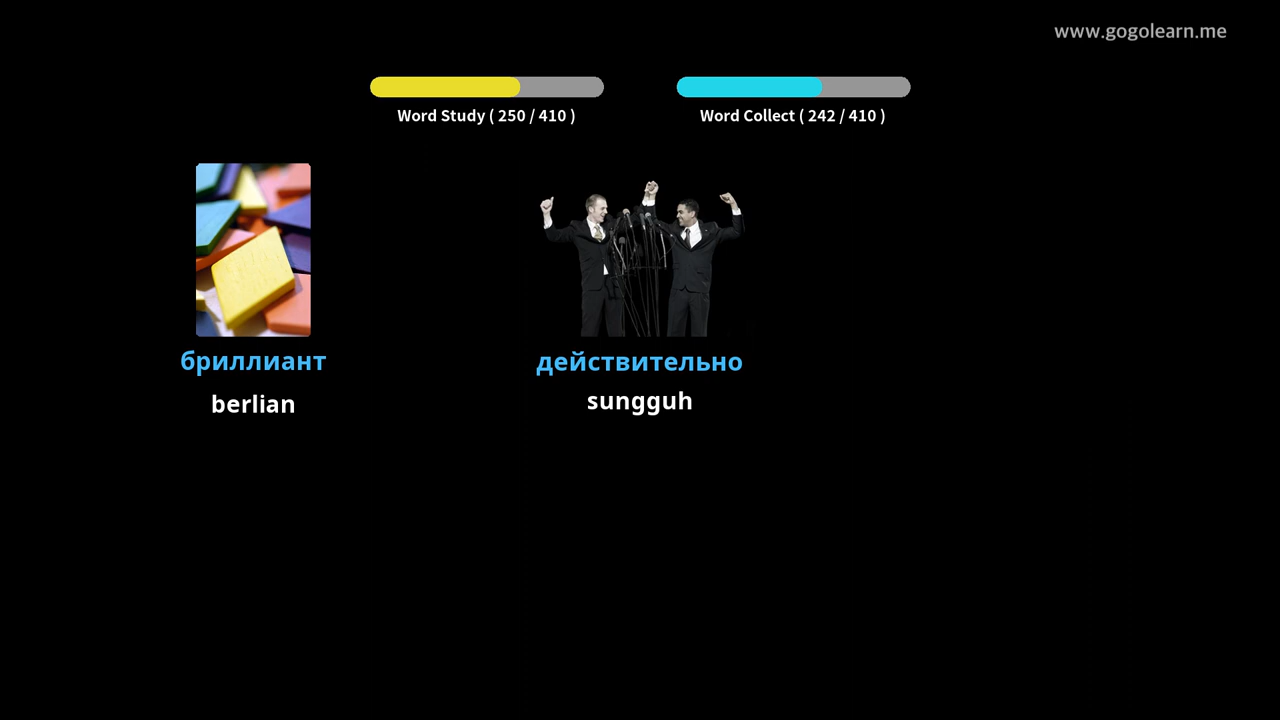 www.gogolearn.me
Word Study ( 250 / 410 )
Word Collect ( 242 / 410 )
бриллиант
berlian
действительно
sungguh